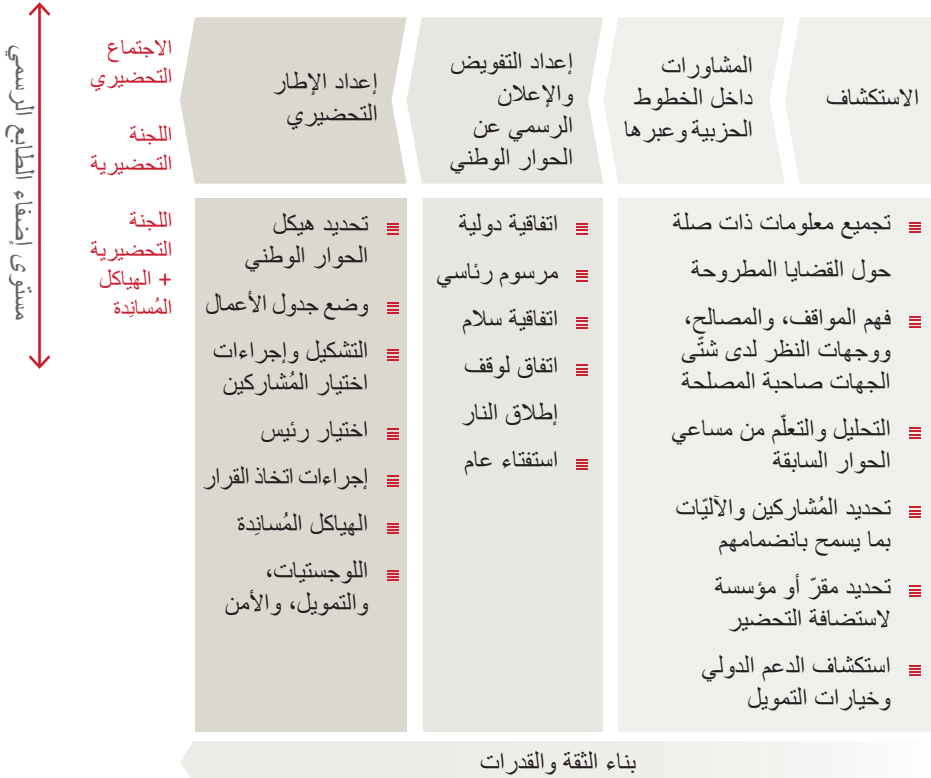 الاستكشاف
المشاورات
داخل الخطوط
الحزبية وعبرها
إعداد التفويض
والإعلان
الرسمي عن
الحوار الوطني
إعداد الإطار
التحضيري
الاجتماع
التحضيري
اللجنة
التحضيرية
اللجنة
التحضيرية
+ الهياكل
المُساندِة
مستوى إضفاء الطابع الرسمي
تجميع معلومات ذات صلة
حول القضايا المطروحة
فهم المواقف، والمصالح،
ووجهات النظر لدى شتّى
الجهات صاحبة المصلحة
التحليل والتعلّم من مساعي
الحوار السابقة
تحديد المُشاركين والآليّات
بما يسمح بانضمامهم
تحديد مقرّ أو مؤسسة
لاستضافة التحضير
استكشاف الدعم الدولي
وخيارات التمويل
اتفاقية دولية
مرسوم رئاسي
اتفاقية سلام
اتفاق لوقف
إطلاق النار
استفتاء عام
تحديد هيكل
الحوار الوطني
وضع جدول الأعمال
التشكيل وإجراءات
اختيار المُشاركين
اختيار رئيس
إجراءات اتخاذ القرار
الهياكل المُساندِة
اللوجستيات،
والتمويل، والأمن
بناء الثقة والقدرات